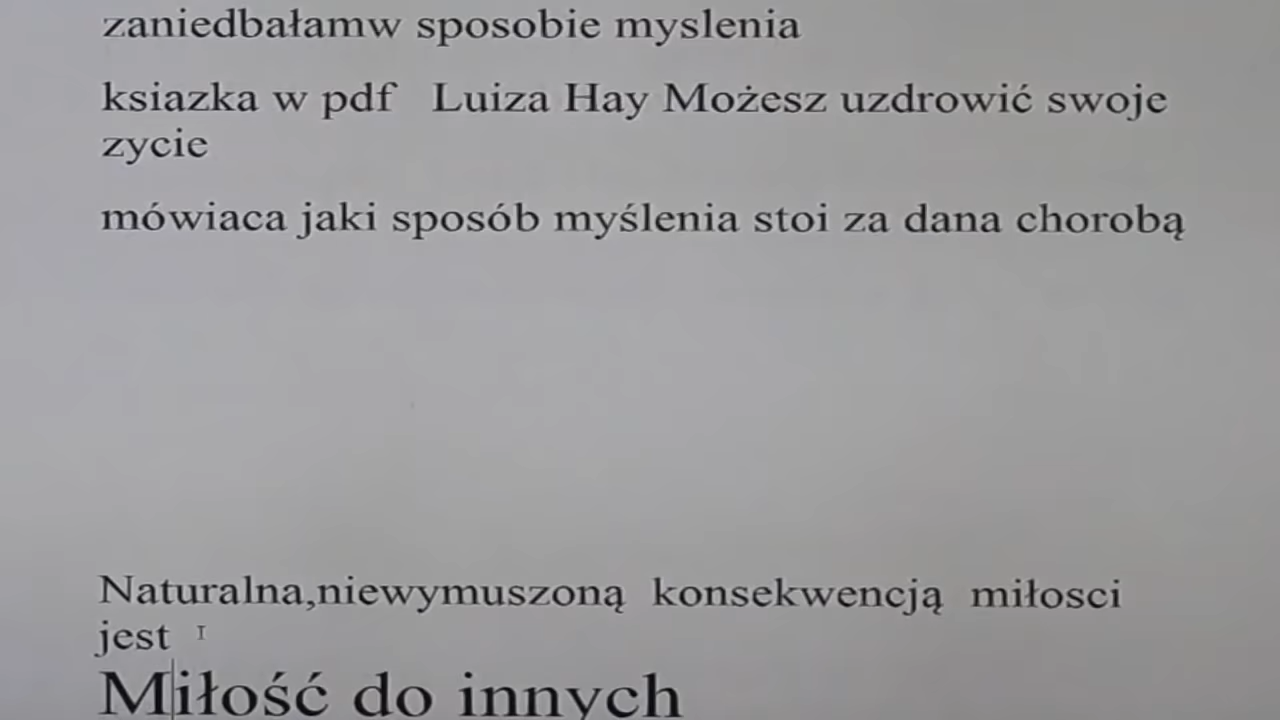 zaniedbałamw sposobie myslenia
ksiazka w pdf Luiza Hay Możesz uzdrowić swoje
zycie
mówiaca jaki sposób myślenia stoi za dana chorobą
Naturalna,niewymuszoną konsekwencją miłosci
jest
Miłość do innych